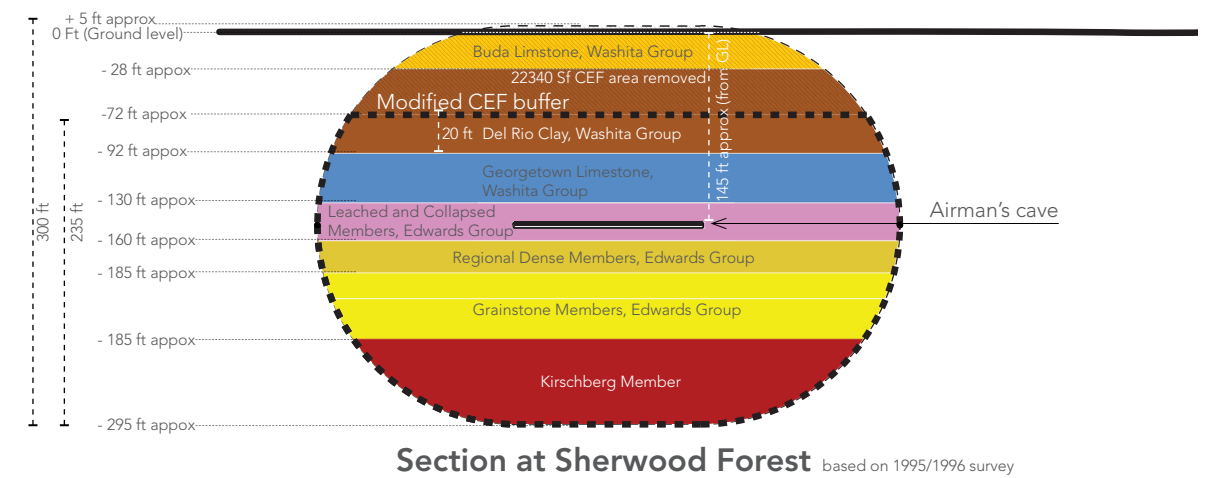 + 5 ft approx
0 Ft (Ground level)
- 28 ft appox
-72 ft appox
- 92 ft appox
- 130 ft appox
- 160 ft appox
- 185 ft appox
- 185 ft appox
- 295 ft appox
300 ft
235 ft
Buda Limstone, Washita Group
22340 Sf CEF area removed
Modified CEF buffer
20 ft Del Rio Clay, Washita Group
145 ft approx (from GL)
Georgetown Limestone,
Washita Group
Leached and Collapsed
Members, Edwards Group
Airman’s cave
Regional Dense Members, Edwards Group
Grainstone Members, Edwards Group
Kirschberg Member
Section at Sherwood Forest based on 1995/1996 survey